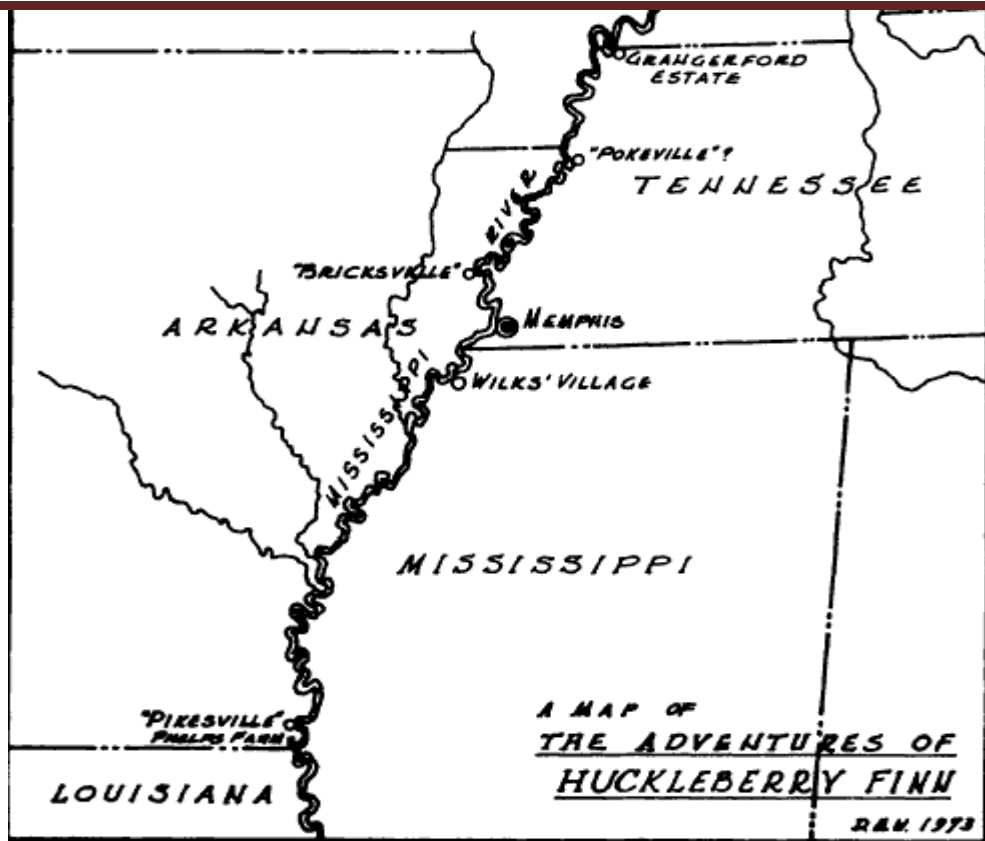 GRANGERFORD
ESTATE
"POKEVILLE"?
TENNESSEE
RIVER
"BRICKSVILLE"
ARKANSAS
MEMPHIS
WILKS' VILLAGE
MISSISSIPPI
MISSISSIPPI
"PIKESVILLE"
PHELPS FARM
LOUISIANA
A MAP OF
THE ADVENTURES OF
HUCKLEBERRY FINN
1973